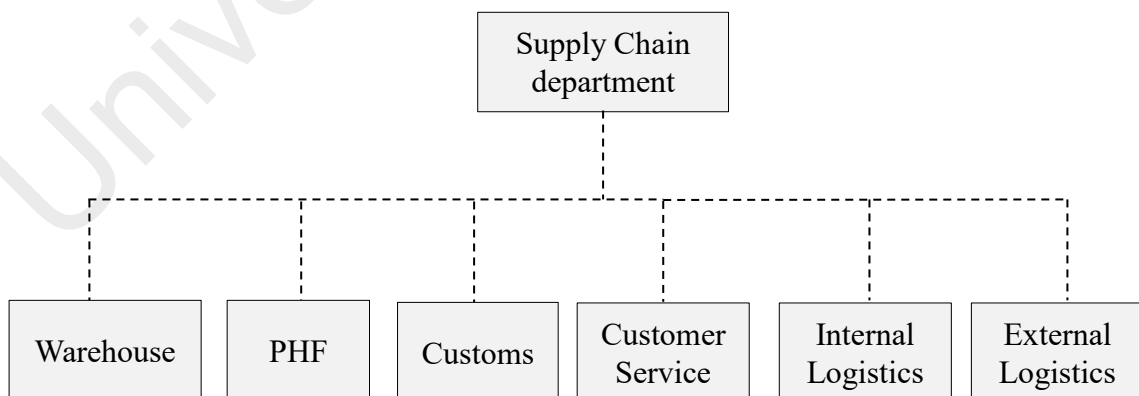 Supply Chain
department
Warehouse
PHF
Customs
Customer
Service
Internal
Logistics
External
Logistics